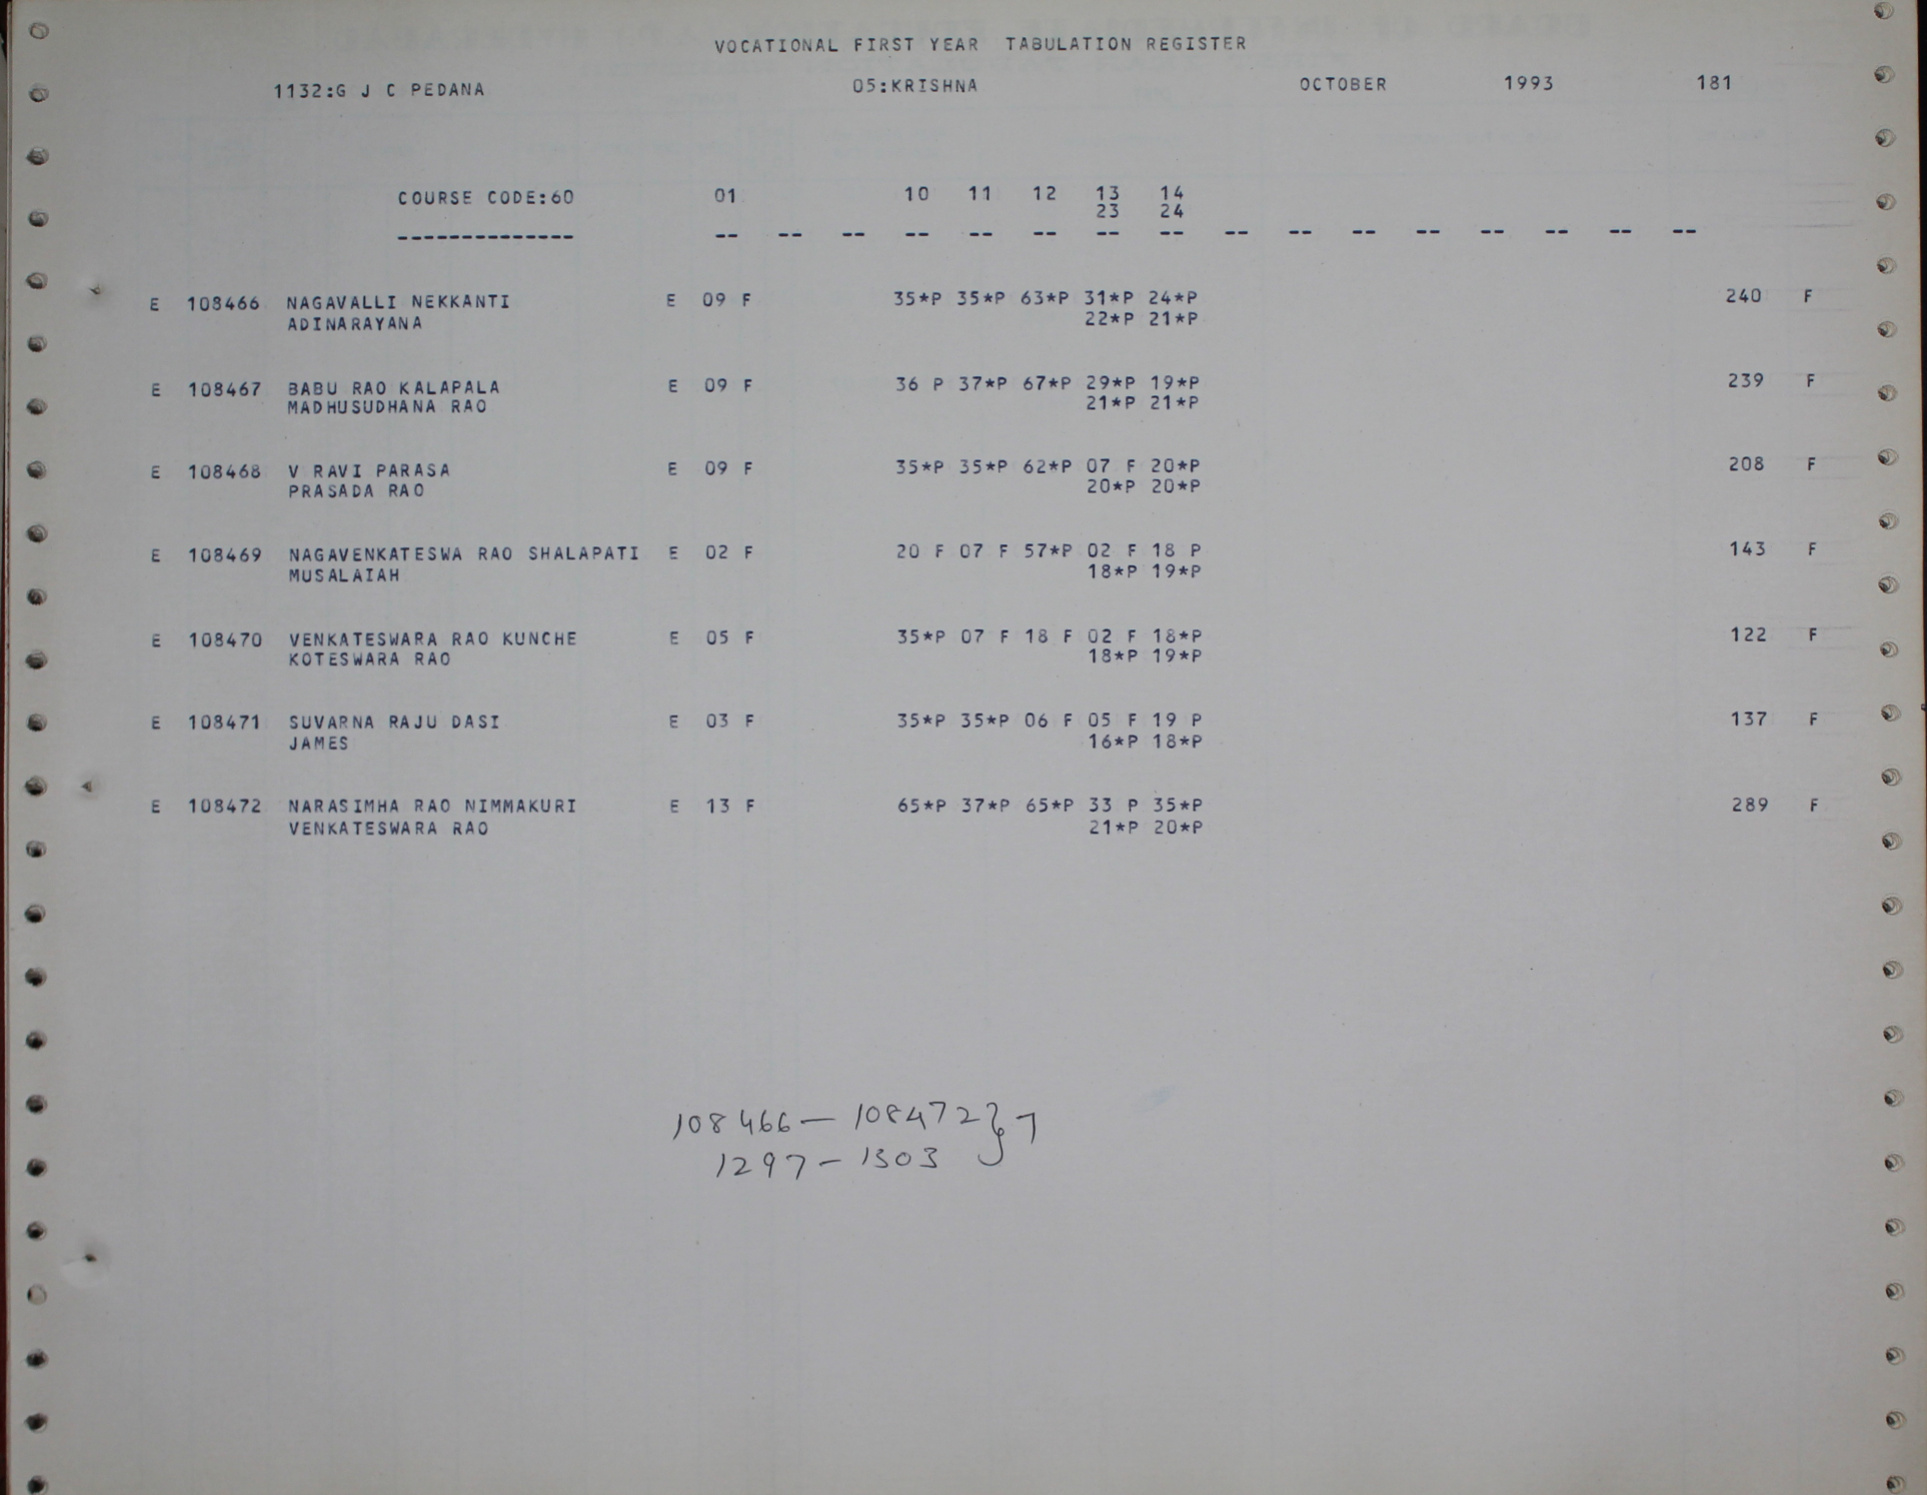 VOCATIONAL FIRST YEAR TABULATION REGISTER
1132:G J C PEDANA 05:KRISHNA OCTOBER 1993 181
COURSE CODE:60 01 10 11 12 13 14
23 24
-------------- -- -- -- -- -- -- -- -- -- -- -- -- -- -- -- --
E 108466 NAGAVALLI NEKKANTI E 09 F 35*P 35*P 63*P 31*P 24*P 240 F
ADINARAYANA 22*P 21*P
E 108467 BABU RAO KALAPALA E 09 F 36 P 37*P 67*P 29*P 19*P 239 F
MADHUSUDHANA RAO 21*P 21*P
E 108468 V RAVI PARASA E 09 F 35*P 35*P 62*P 07 F 20*P 208 F
PRASADA RAO 20*P 20*P
E 108469 NAGAVENKATESWA RAO SHALAPATI E 02 F 20 F 07 F 57*P 02 F 18 P 143 F
MUSALAIAH 18*P 19*P
E 108470 VENKATESWARA RAO KUNCHE E 05 F 35*P 07 F 18 F 02 F 18*P 122 F
KOTESWARA RAO 18*P 19*P
E 108471 SUVARNA RAJU DASI E 03 F 35*P 35*P 06 F 05 F 19 P 137 F
JAMES 16*P 18*P
E 108472 NARASIMHA RAO NIMMAKURI E 13 F 65*P 37*P 65*P 33 P 35*P 289 F
VENKATESWARA RAO 21*P 20*P
108466 — 108472 } 7
1297 — 1303